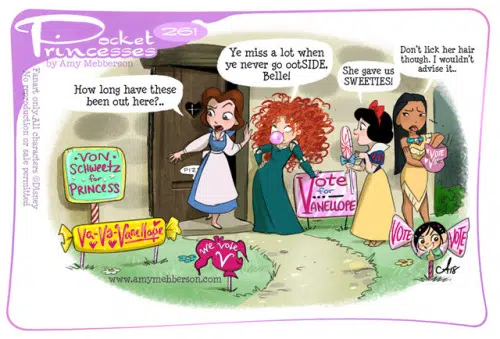 Pocket
Princesses
261
by Amy Mebberson
Fanart only. All characters ©Disney
No reproduction or sale permitted
How long have these
been out here?..
Ye miss a lot when
ye never go ootSIDE,
Belle!
She gave us
SWEETIES!
Don't lick her hair
though. I wouldn't
advise it..
VON
SCHWEETZ
for
PRINCESS
Va-Va-Vanellope
We Vote
V
Vote
for
VANELLOPE
VOTE
VOTE
www.amymebberson.com